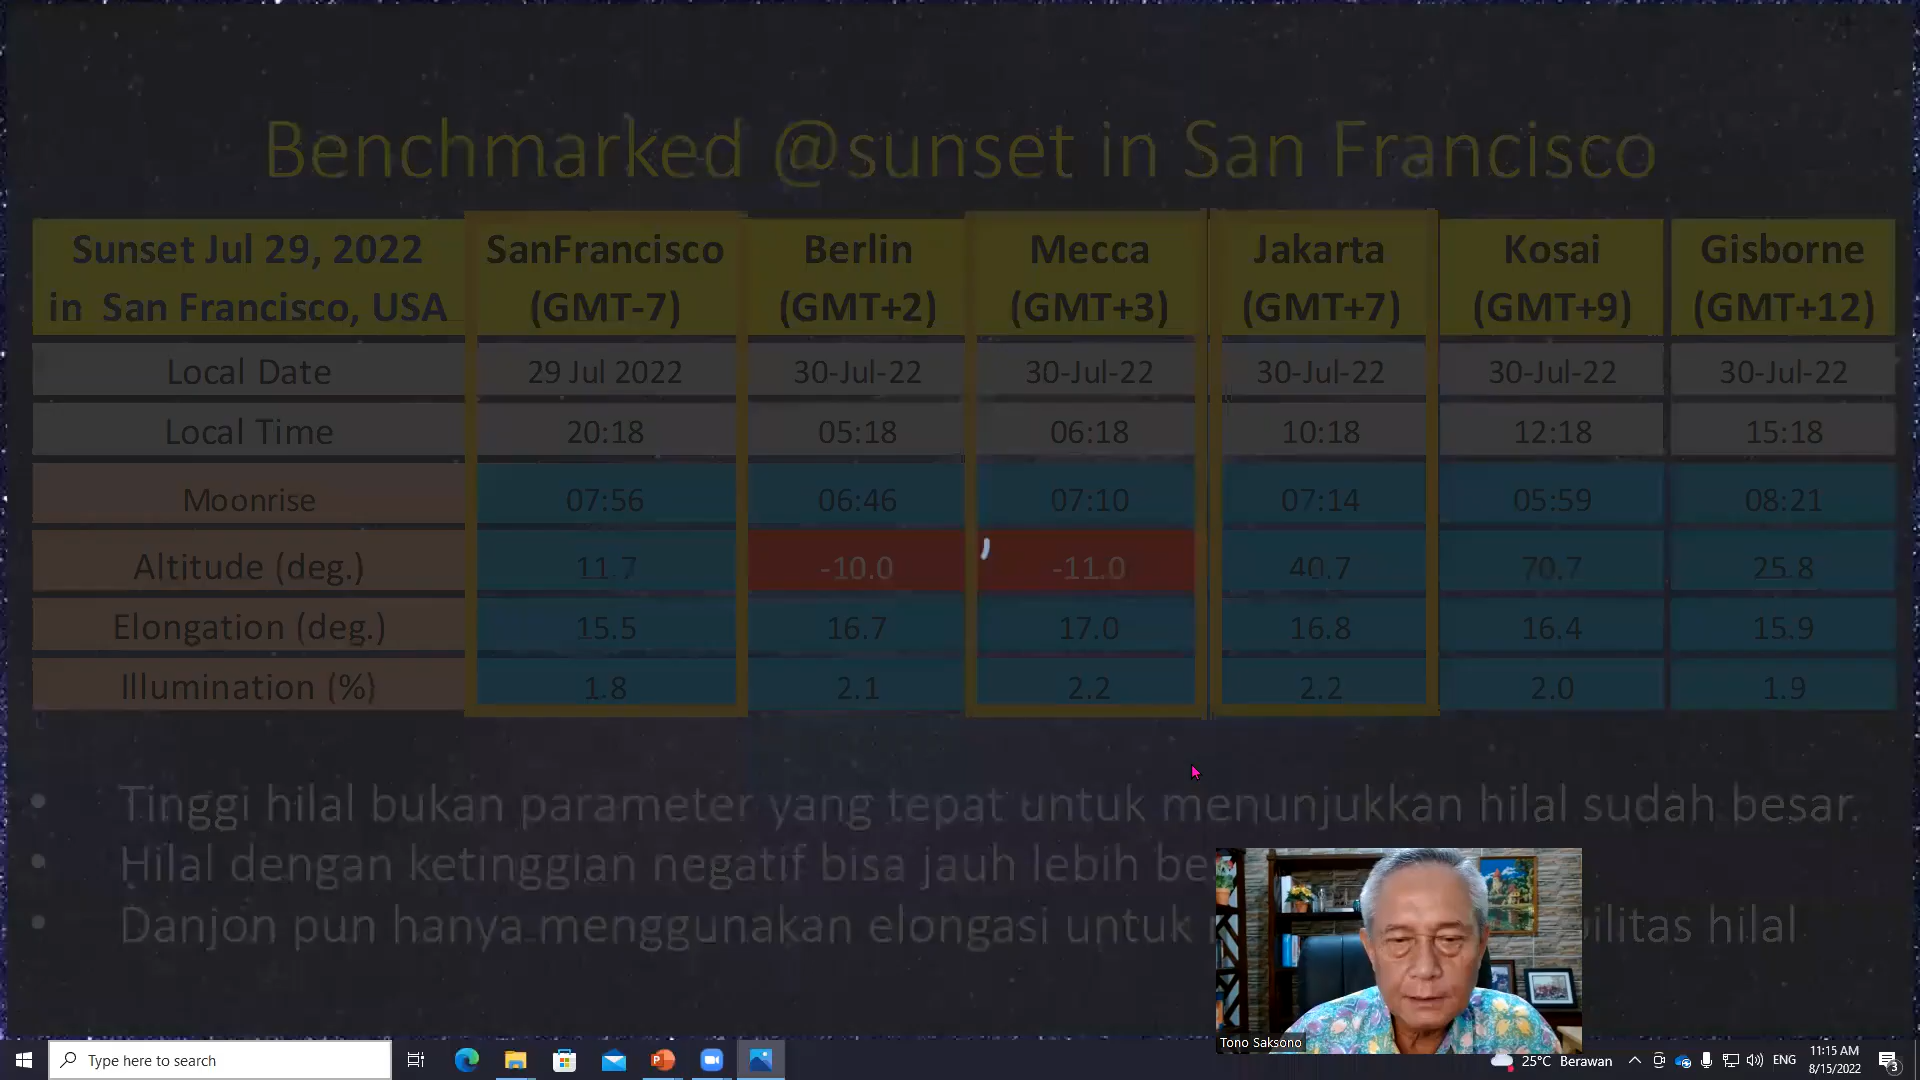 Benchmarked @sunset in San Francisco
Sunset Jul 29, 2022 in San Francisco, USA SanFrancisco (GMT-7) Berlin (GMT+2) Mecca (GMT+3) Jakarta (GMT+7) Kosai (GMT+9) Gisborne (GMT+12)
Local Date 29 Jul 2022 30-Jul-22 30-Jul-22 30-Jul-22 30-Jul-22 30-Jul-22
Local Time 20:18 05:18 06:18 10:18 12:18 15:18
Moonrise 07:56 06:46 07:10 07:14 05:59 08:21
Altitude (deg.) 11.7 -10.0 -11.0 40.7 70.7 25.8
Elongation (deg.) 15.5 16.7 17.0 16.8 16.4 15.9
Illumination (%) 1.8 2.1 2.2 2.2 2.0 1.9
• Tinggi hilal bukan parameter yang tepat untuk menunjukkan hilal sudah besar.
• Hilal dengan ketinggian negatif bisa jauh lebih
• Danjon pun hanya menggunakan elongasi untuk hilal
Tono Saksono
Type here to search
25°C Berawan
ENG
11:15 AM
8/15/2022
3